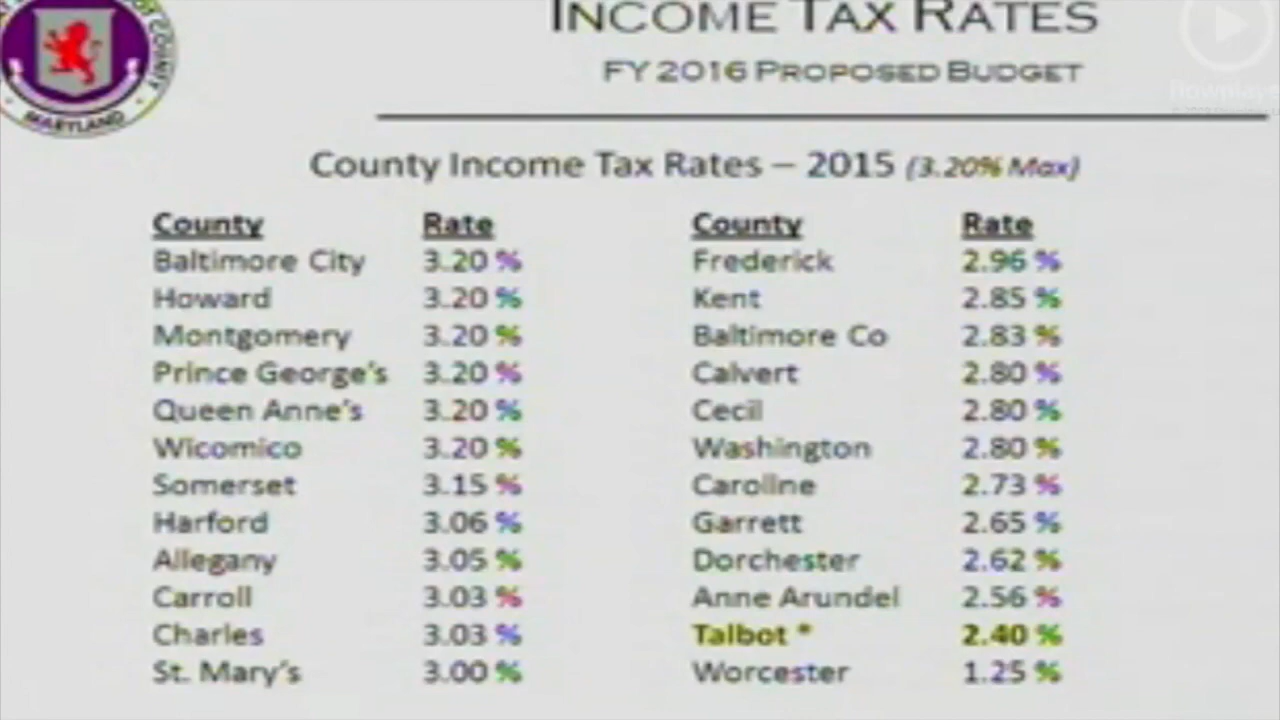 INCOME TAX RATES
FY 2016 PROPOSED BUDGET
COUNTY
MARYLAND
County Income Tax Rates – 2015 (3.20% Max)
County Rate County Rate
Baltimore City 3.20 % Frederick 2.96 %
Howard 3.20 % Kent 2.85 %
Montgomery 3.20 % Baltimore Co 2.83 %
Prince George's 3.20 % Calvert 2.80 %
Queen Anne's 3.20 % Cecil 2.80 %
Wicomico 3.20 % Washington 2.80 %
Somerset 3.15 % Caroline 2.73 %
Harford 3.06 % Garrett 2.65 %
Allegany 3.05 % Dorchester 2.62 %
Carroll 3.03 % Anne Arundel 2.56 %
Charles 3.03 % Talbot * 2.40 %
St. Mary's 3.00 % Worcester 1.25 %